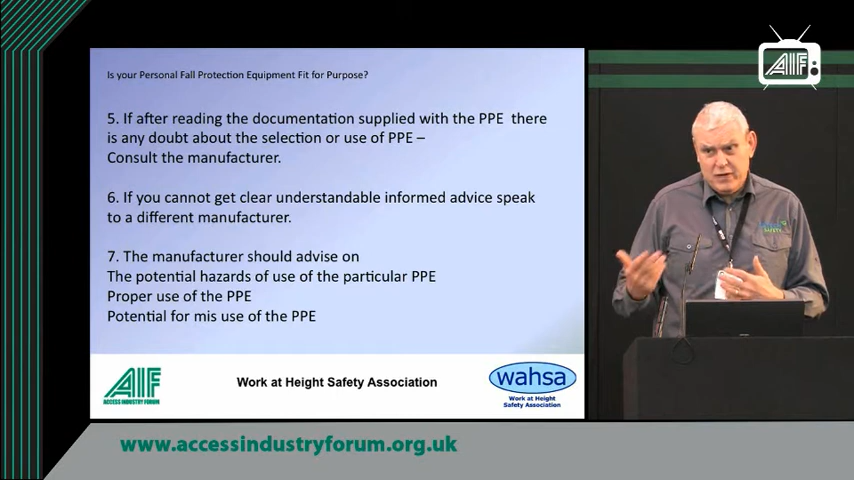 AIF
Is your Personal Fall Protection Equipment Fit for Purpose?
5. If after reading the documentation supplied with the PPE there
is any doubt about the selection or use of PPE –
Consult the manufacturer.
6. If you cannot get clear understandable informed advice speak
to a different manufacturer.
7. The manufacturer should advise on
The potential hazards of use of the particular PPE
Proper use of the PPE
Potential for mis use of the PPE
AIF
ACCESS INDUSTRY FORUM
Work at Height Safety Association
wahsa
Work at Height
Safety Association
www.accessindustryforum.org.uk